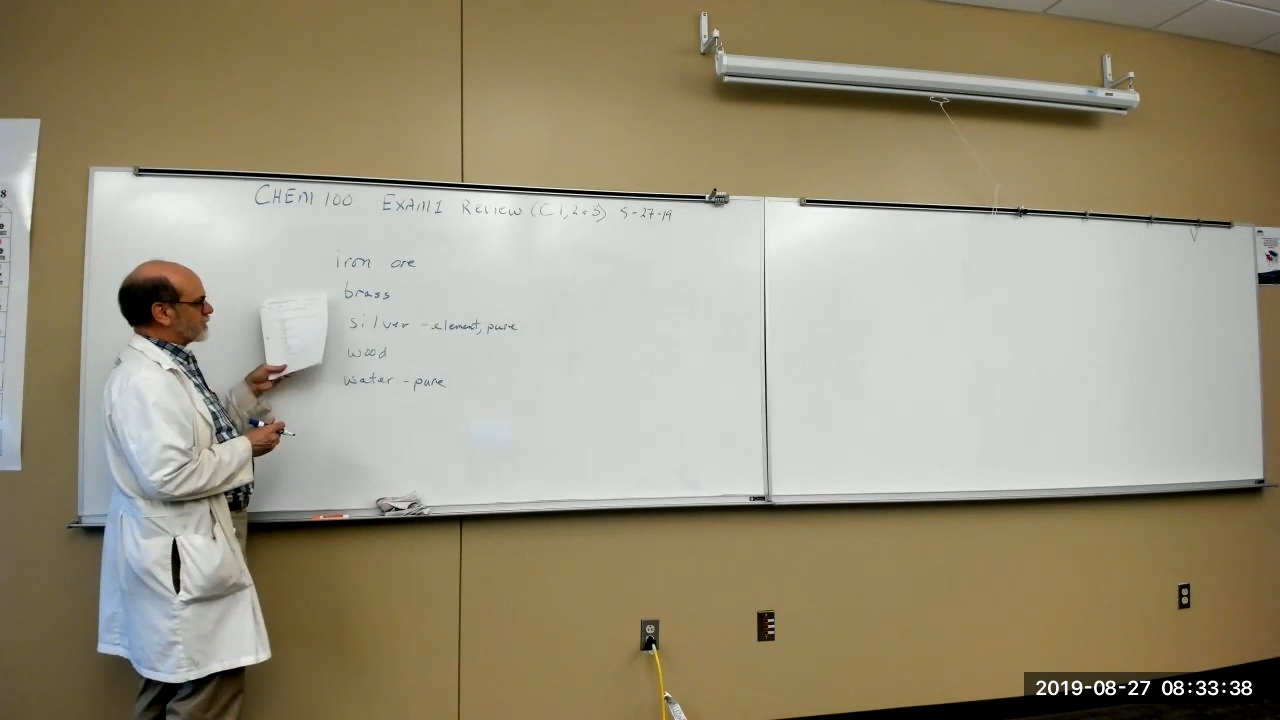 CHEM 100 EXAM 1 Review (C 1, 2 & 3) 8-27-19
iron ore
brass
silver - element, pure
wood
water - pure
2019-08-27 08:33:38